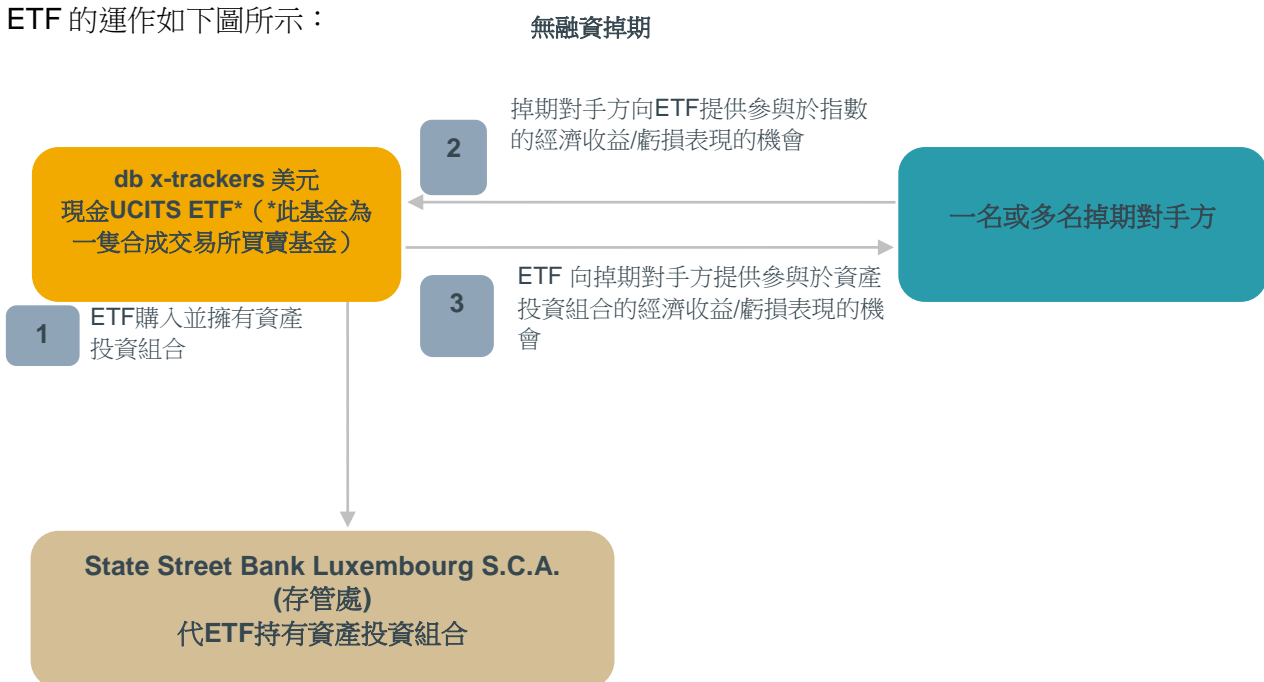 ETF 的運作如下圖所示：
無融資掉期
掉期對手方向ETF提供參與於指數
的經濟收益/虧損表現的機會
2
db x-trackers 美元
現金UCITS ETF*（*此基金為
一隻合成交易所買賣基金）
一名或多名掉期對手方
3
ETF 向掉期對手方提供參與於資產
投資組合的經濟收益/虧損表現的機
會
1
ETF購入並擁有資產
投資組合
State Street Bank Luxembourg S.C.A.
(存管處)
代ETF持有資產投資組合